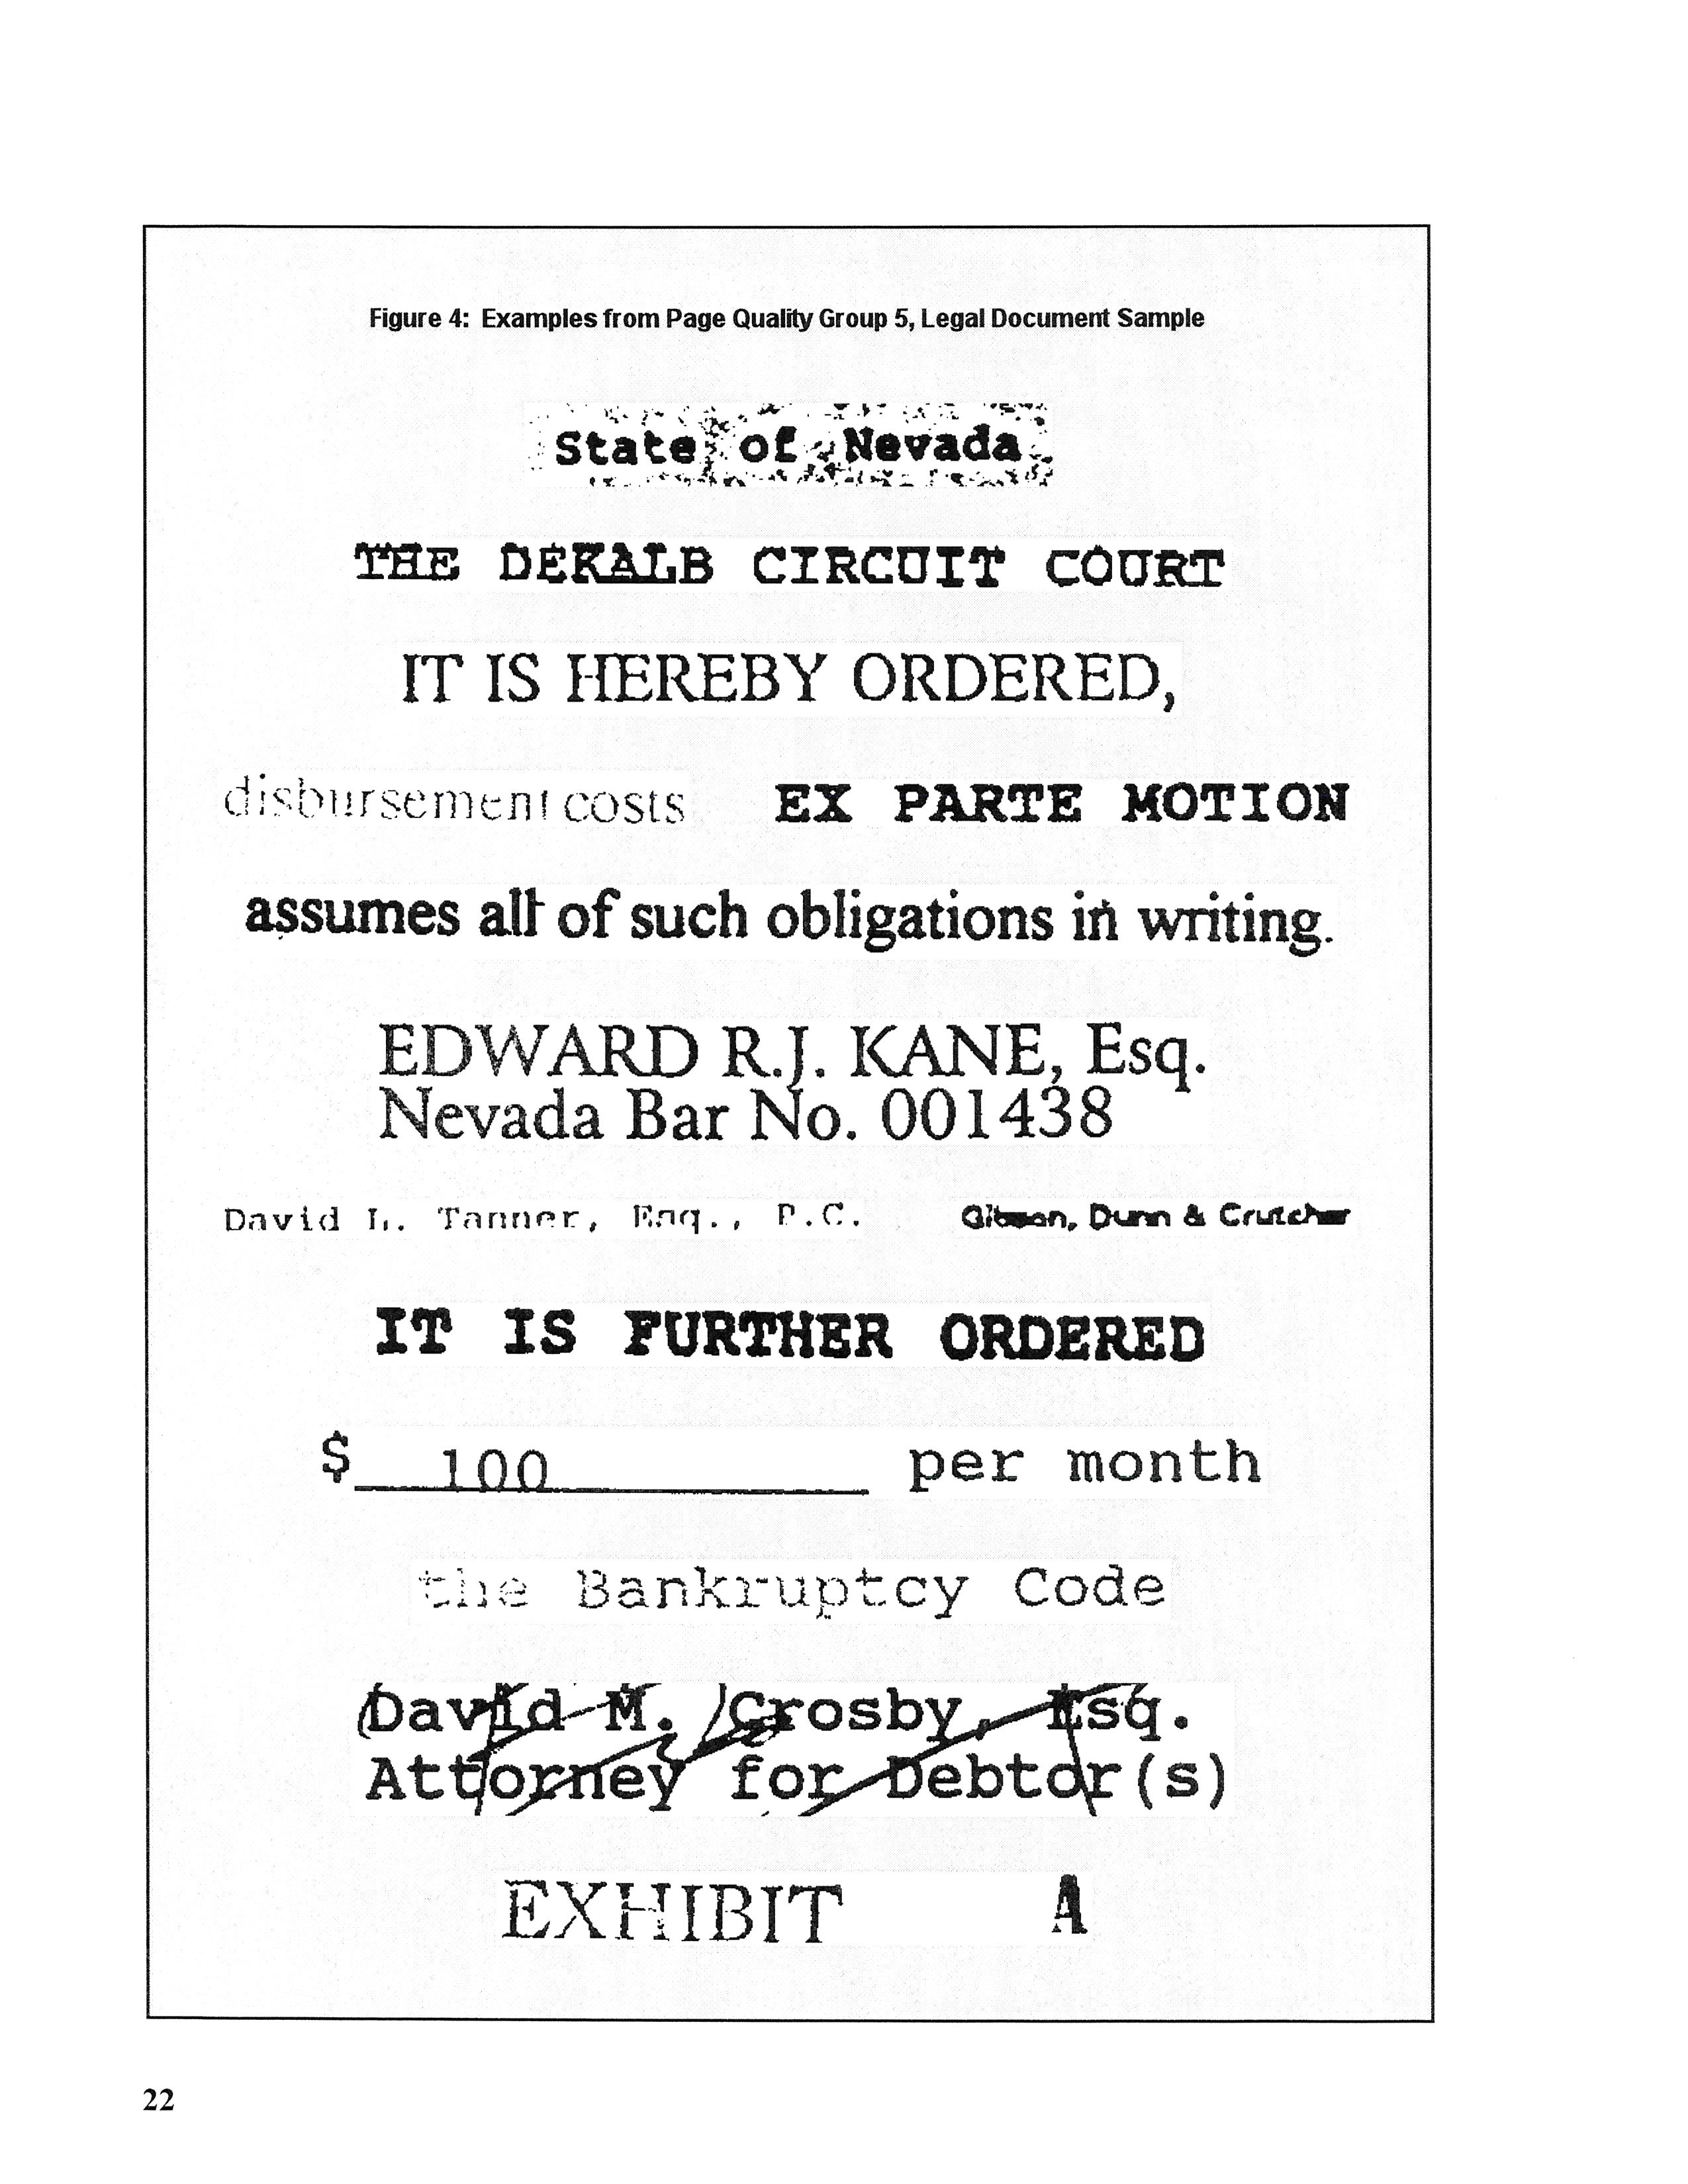 Figure 4: Examples from Page Quality Group 5, Legal Document Sample
State of Nevada
THE DEKALB CIRCUIT COURT
IT IS HEREBY ORDERED,
disbursement costs EX PARTE MOTION
assumes all of such obligations in writing.
EDWARD R.J. KANE, Esq.
Nevada Bar No. 001438
David L. Tanner, Esq., P.C. Gibson, Dunn & Crutcher
IT IS FURTHER ORDERED
$ 100 per month
the Bankruptcy Code
David M. Crosby, Esq.
Attorney for Debtor(s)
EXHIBIT A
22